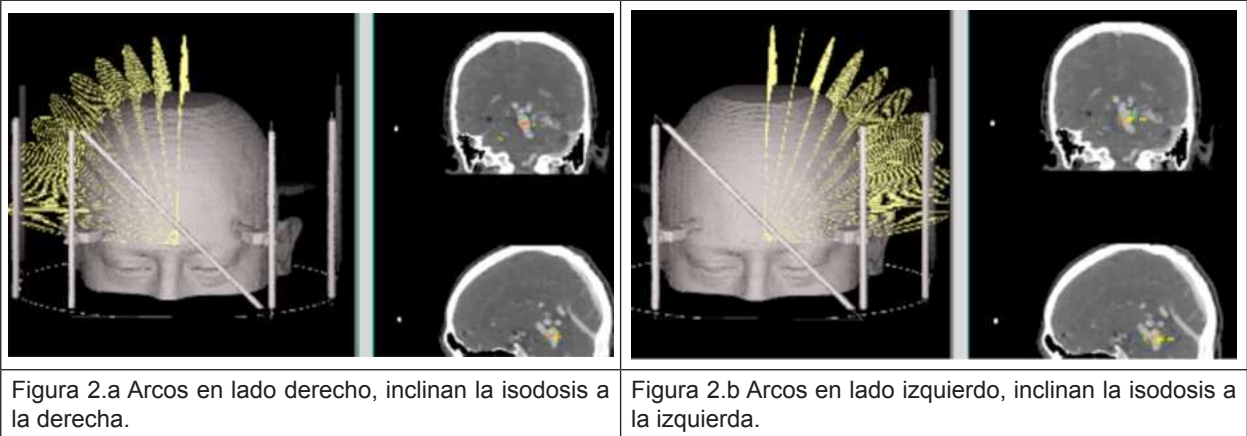 Figura 2.a Arcos en lado derecho, inclinan la isodosis a
la derecha.
Figura 2.b Arcos en lado izquierdo, inclinan la isodosis a
la izquierda.